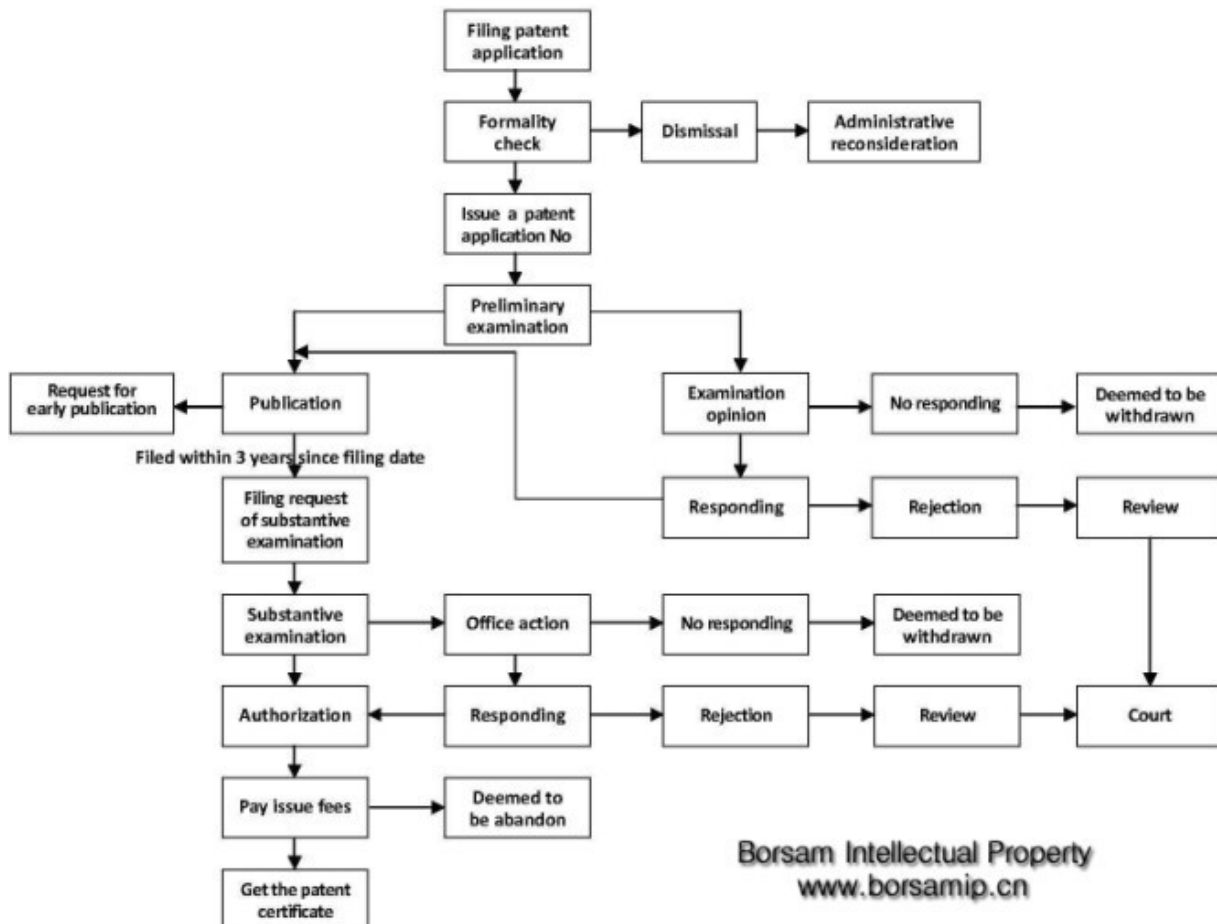 Filing patent
application
Formality
check
Dismissal
Administrative
reconsideration
Issue a patent
application No
Preliminary
examination
Request for
early publication
Publication
Examination
opinion
No responding
Deemed to be
withdrawn
Filed within 3 years since filing date
Filing request
of substantive
examination
Responding
Rejection
Review
Substantive
examination
Office action
No responding
Deemed to be
withdrawn
Authorization
Responding
Rejection
Review
Court
Pay issue fees
Deemed to
be abandon
Get the patent
certificate
Borsam Intellectual Property
www.borsamip.cn